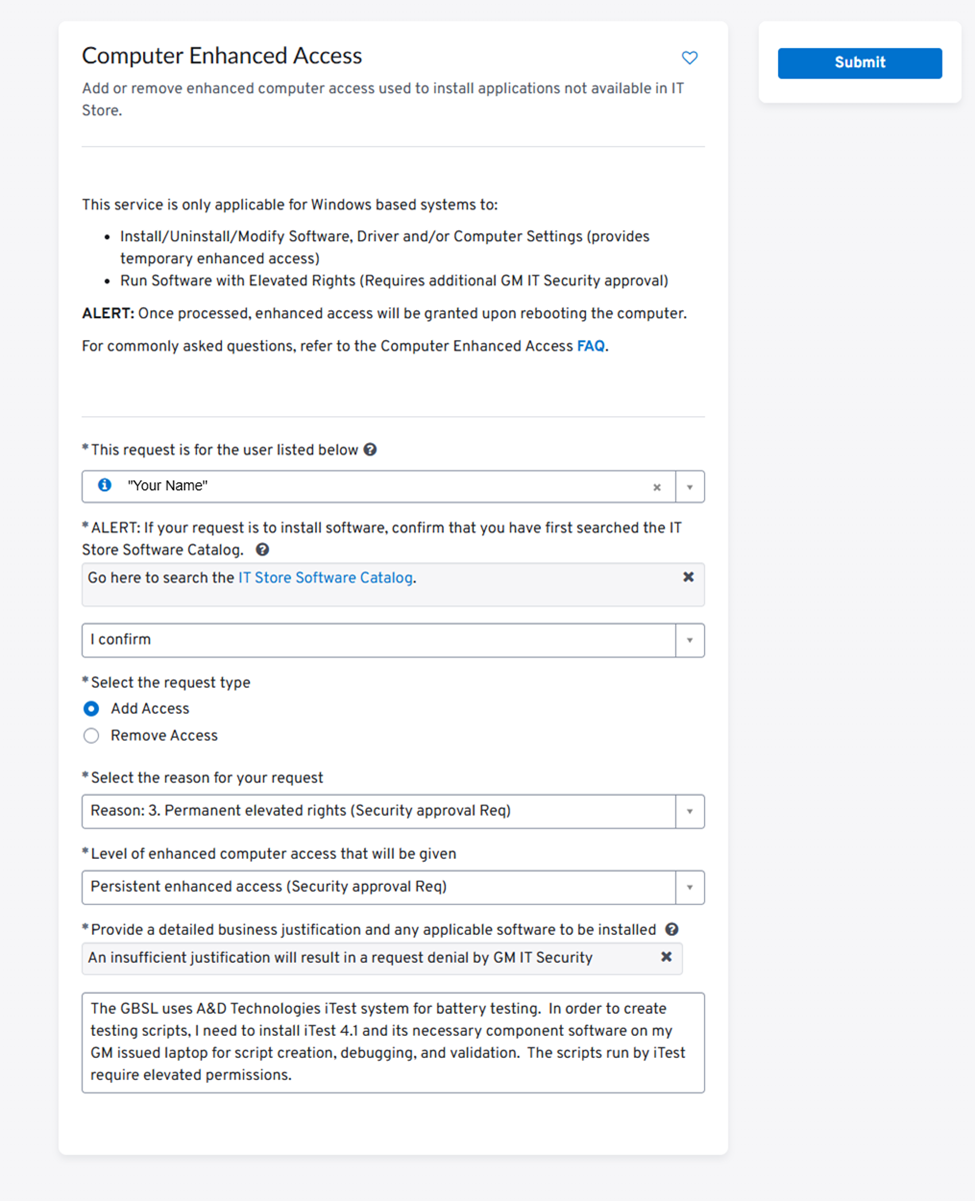 Computer Enhanced Access
Submit
Add or remove enhanced computer access used to install applications not available in IT
Store.
This service is only applicable for Windows based systems to:
• Install/Uninstall/Modify Software, Driver and/or Computer Settings (provides
temporary enhanced access)
• Run Software with Elevated Rights (Requires additional GM IT Security approval)
ALERT: Once processed, enhanced access will be granted upon rebooting the computer.
For commonly asked questions, refer to the Computer Enhanced Access FAQ.
*This request is for the user listed below
"Your Name"
*ALERT: If your request is to install software, confirm that you have first searched the IT
Store Software Catalog.
Go here to search the IT Store Software Catalog.
I confirm
*Select the request type
Add Access
Remove Access
*Select the reason for your request
Reason: 3. Permanent elevated rights (Security approval Req)
*Level of enhanced computer access that will be given
Persistent enhanced access (Security approval Req)
*Provide a detailed business justification and any applicable software to be installed
An insufficient justification will result in a request denial by GM IT Security
The GBSL uses A&D Technologies iTest system for battery testing.  In order to create
testing scripts, I need to install iTest 4.1 and its necessary component software on my
GM issued laptop for script creation, debugging, and validation.  The scripts run by iTest
require elevated permissions.